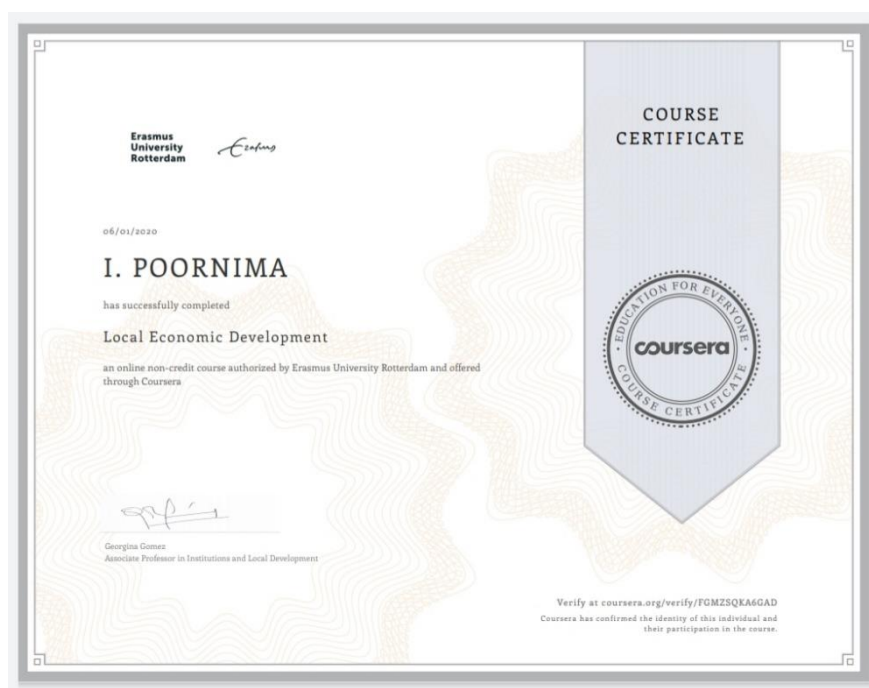 Erasmus
University
Rotterdam
Erasmus
06/01/2020
I. POORNIMA
has successfully completed
Local Economic Development
an online non-credit course authorized by Erasmus University Rotterdam and offered
through Coursera
Georgina Gomez
Associate Professor in Institutions and Local Development
COURSE
CERTIFICATE
EDUCATION FOR EVERYONE
coursera
COURSE CERTIFICATE
Verify at coursera.org/verify/FGMZSQKA6GAD
Coursera has confirmed the identity of this individual and
their participation in the course.